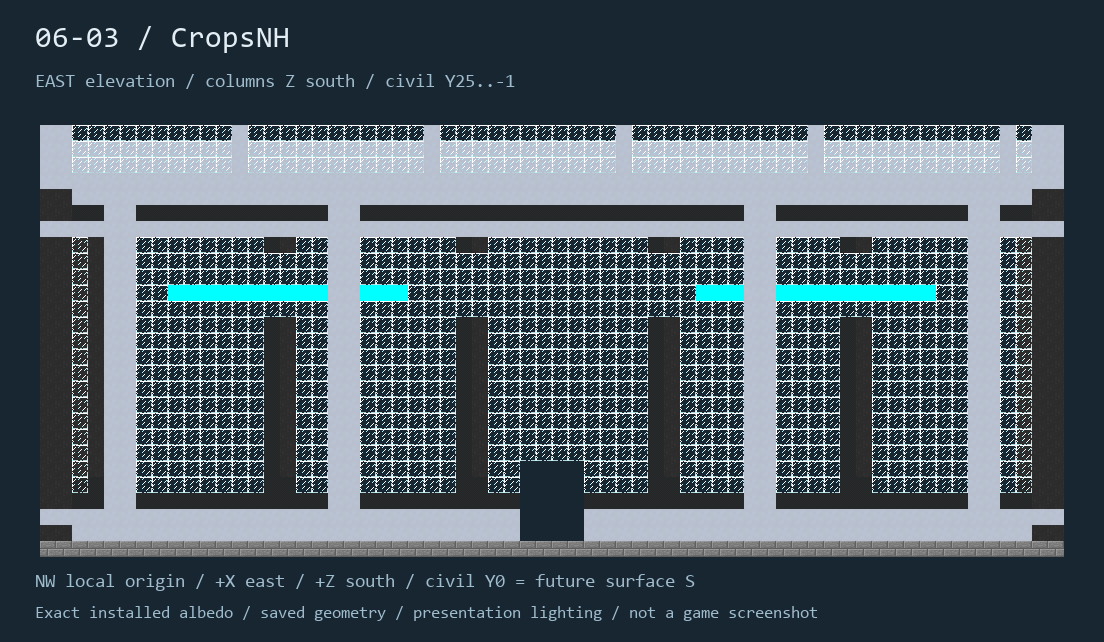 06-03 / CropsNH
EAST elevation / columns Z south / civil Y25..-1
NW local origin / +X east / +Z south / civil Y0 = future surface S
Exact installed albedo / saved geometry / presentation lighting / not a game screenshot